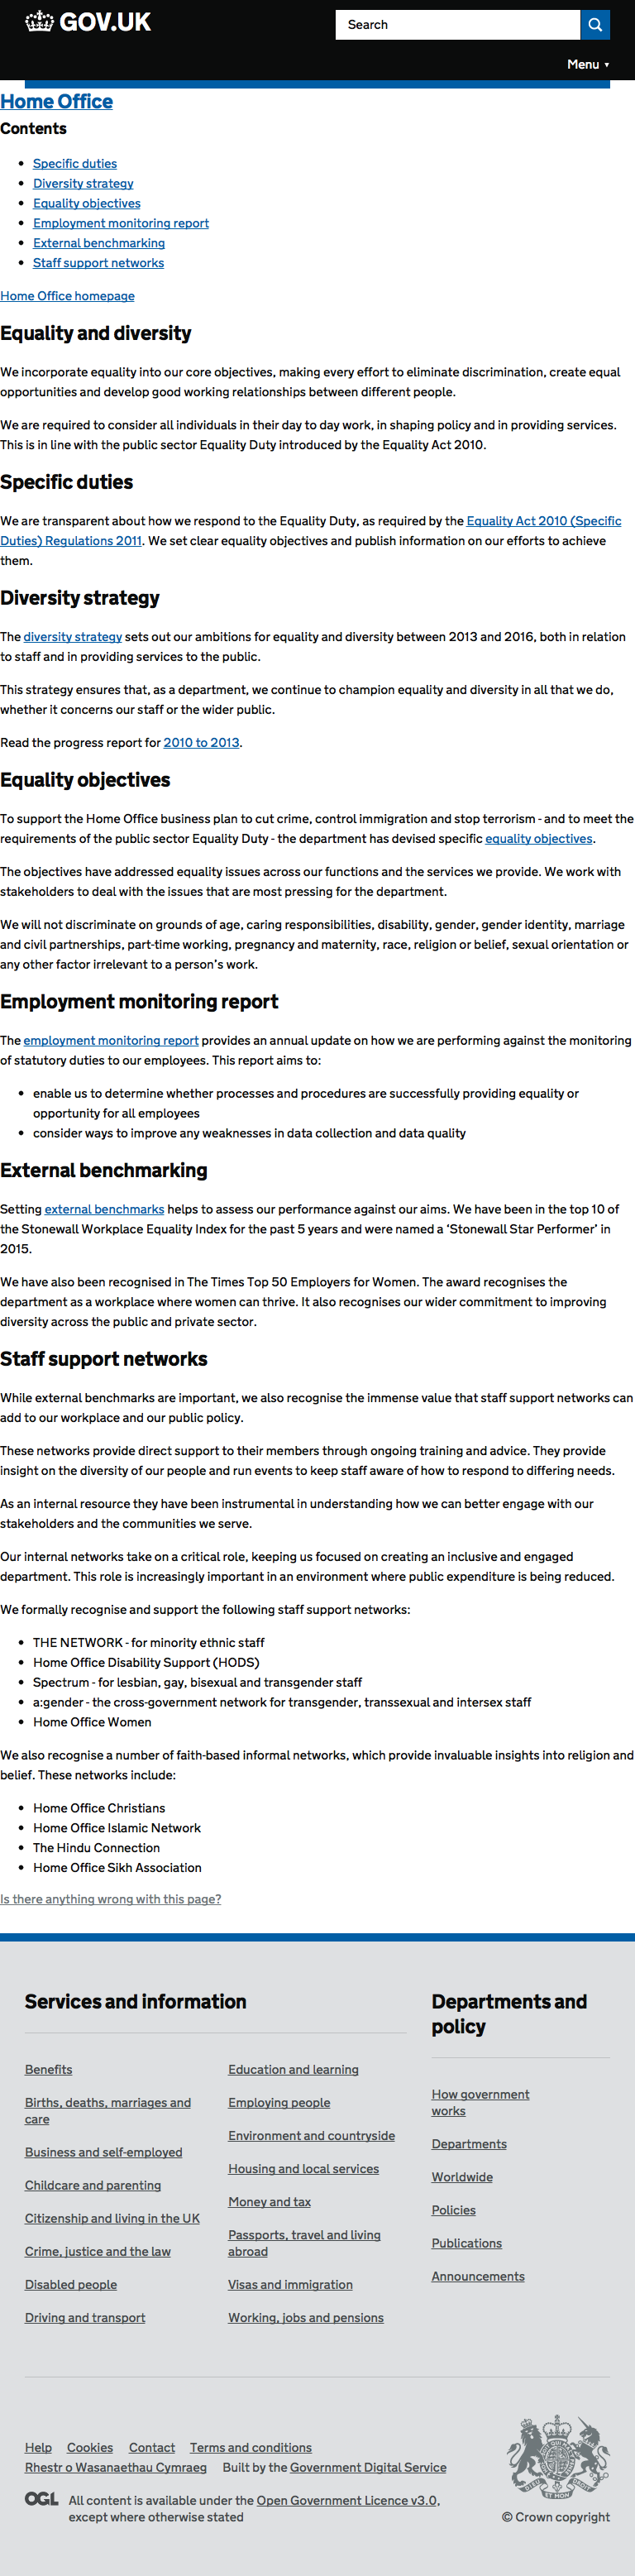 GOV.UK
Search
Menu ▼
Home Office
Contents
• Specific duties
• Diversity strategy
• Equality objectives
• Employment monitoring report
• External benchmarking
• Staff support networks
Home Office homepage
Equality and diversity
We incorporate equality into our core objectives, making every effort to eliminate discrimination, create equal
opportunities and develop good working relationships between different people.
We are required to consider all individuals in their day to day work, in shaping policy and in providing services.
This is in line with the public sector Equality Duty introduced by the Equality Act 2010.
Specific duties
We are transparent about how we respond to the Equality Duty, as required by the Equality Act 2010 (Specific
Duties) Regulations 2011. We set clear equality objectives and publish information on our efforts to achieve
them.
Diversity strategy
The diversity strategy sets out our ambitions for equality and diversity between 2013 and 2016, both in relation
to staff and in providing services to the public.
This strategy ensures that, as a department, we continue to champion equality and diversity in all that we do,
whether it concerns our staff or the wider public.
Read the progress report for 2010 to 2013.
Equality objectives
To support the Home Office business plan to cut crime, control immigration and stop terrorism - and to meet the
requirements of the public sector Equality Duty - the department has devised specific equality objectives.
The objectives have addressed equality issues across our functions and the services we provide. We work with
stakeholders to deal with the issues that are most pressing for the department.
We will not discriminate on grounds of age, caring responsibilities, disability, gender, gender identity, marriage
and civil partnerships, part-time working, pregnancy and maternity, race, religion or belief, sexual orientation or
any other factor irrelevant to a person’s work.
Employment monitoring report
The employment monitoring report provides an annual update on how we are performing against the monitoring
of statutory duties to our employees. This report aims to:
• enable us to determine whether processes and procedures are successfully providing equality or
opportunity for all employees
• consider ways to improve any weaknesses in data collection and data quality
External benchmarking
Setting external benchmarks helps to assess our performance against our aims. We have been in the top 10 of
the Stonewall Workplace Equality Index for the past 5 years and were named a ‘Stonewall Star Performer’ in
2015.
We have also been recognised in The Times Top 50 Employers for Women. The award recognises the
department as a workplace where women can thrive. It also recognises our wider commitment to improving
diversity across the public and private sector.
Staff support networks
While external benchmarks are important, we also recognise the immense value that staff support networks can
add to our workplace and our public policy.
These networks provide direct support to their members through ongoing training and advice. They provide
insight on the diversity of our people and run events to keep staff aware of how to respond to differing needs.
As an internal resource they have been instrumental in understanding how we can better engage with our
stakeholders and the communities we serve.
Our internal networks take on a critical role, keeping us focused on creating an inclusive and engaged
department. This role is increasingly important in an environment where public expenditure is being reduced.
We formally recognise and support the following staff support networks:
• THE NETWORK - for minority ethnic staff
• Home Office Disability Support (HODS)
• Spectrum - for lesbian, gay, bisexual and transgender staff
• a:gender - the cross-government network for transgender, transsexual and intersex staff
• Home Office Women
We also recognise a number of faith-based informal networks, which provide invaluable insights into religion and
belief. These networks include:
• Home Office Christians
• Home Office Islamic Network
• The Hindu Connection
• Home Office Sikh Association
Is there anything wrong with this page?
Services and information
Benefits
Births, deaths, marriages and
care
Business and self-employed
Childcare and parenting
Citizenship and living in the UK
Crime, justice and the law
Disabled people
Driving and transport
Education and learning
Employing people
Environment and countryside
Housing and local services
Money and tax
Passports, travel and living
abroad
Visas and immigration
Working, jobs and pensions
Departments and
policy
How government
works
Departments
Worldwide
Policies
Publications
Announcements
Help Cookies Contact Terms and conditions
Rhestr o Wasanaethau Cymraeg Built by the Government Digital Service
OGL All content is available under the Open Government Licence v3.0,
except where otherwise stated
© Crown copyright